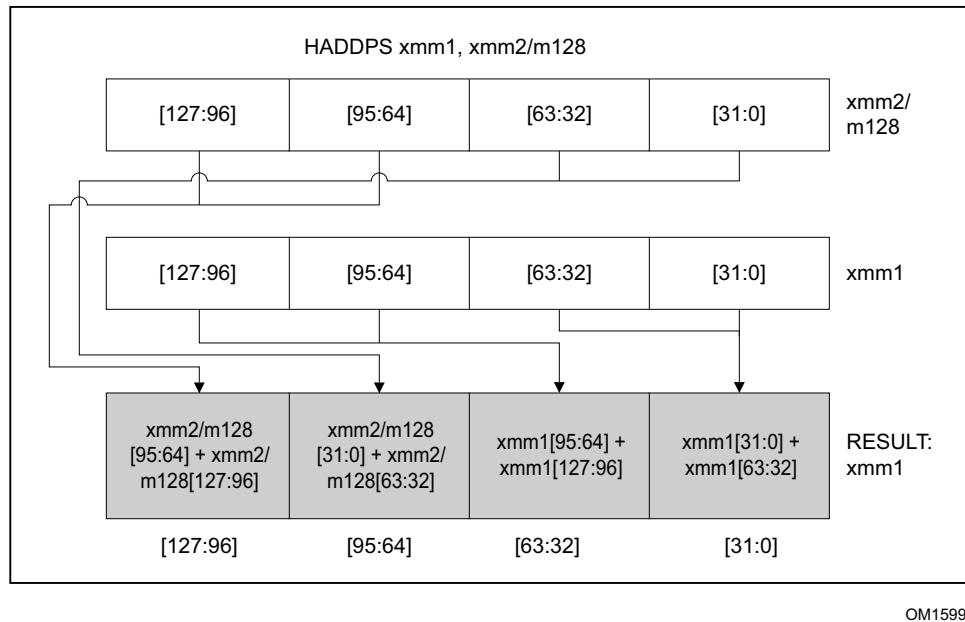 HADDPS xmm1, xmm2/m128
[127:96] [95:64] [63:32] [31:0]
xmm2/
m128
[127:96] [95:64] [63:32] [31:0] xmm1
xmm2/m128
[95:64] + xmm2/
m128[127:96]
xmm2/m128
[31:0] + xmm2/
m128[63:32]
xmm1[95:64] +
xmm1[127:96]
xmm1[31:0] +
xmm1[63:32]
RESULT:
xmm1
[127:96] [95:64] [63:32] [31:0]
OM1599